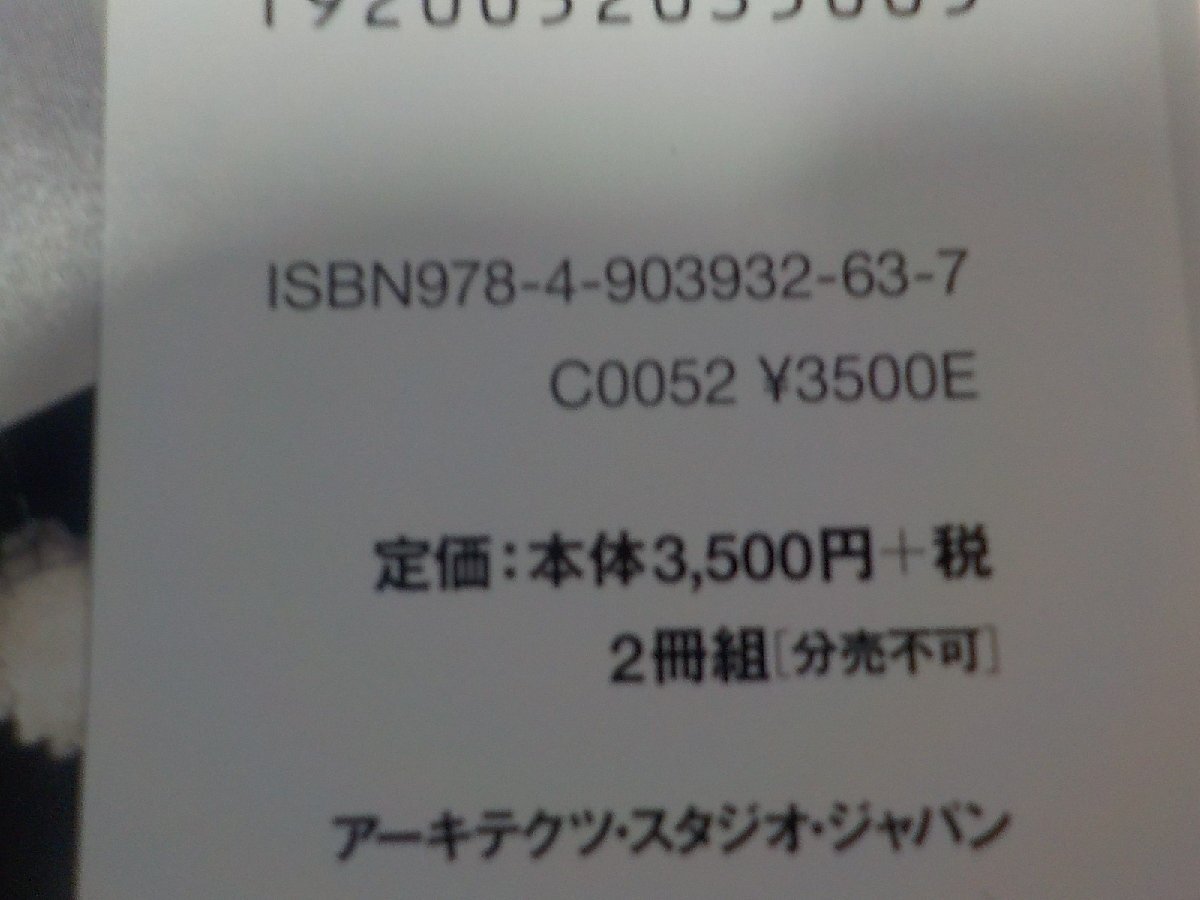 1920052035005
ISBN978-4-903932-63-7
C0052 ¥3500E
定価：本体3,500円＋税
2冊組[分売不可]
アーキテクツ・スタジオ・ジャパン